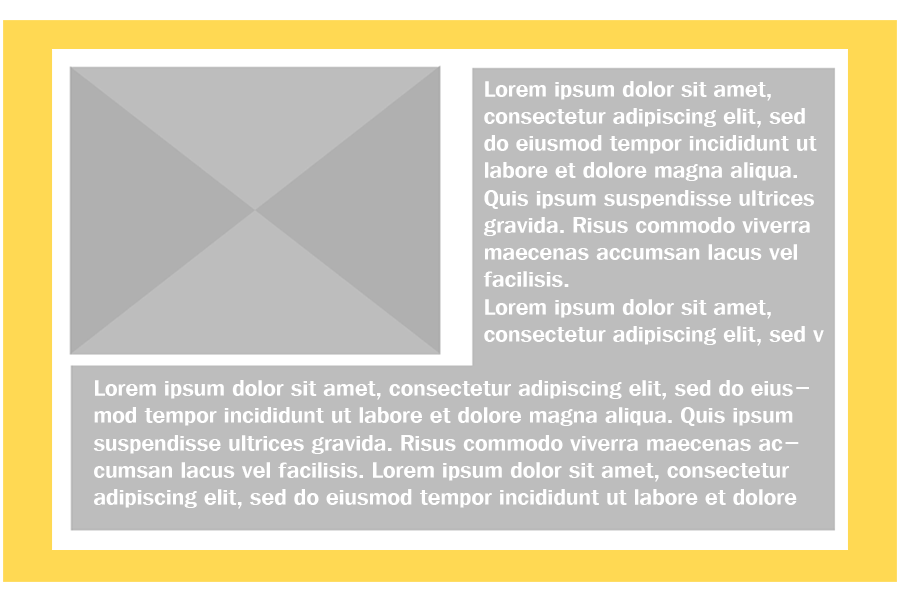 Lorem ipsum dolor sit amet,
consectetur adipiscing elit, sed
do eiusmod tempor incididunt ut
labore et dolore magna aliqua.
Quis ipsum suspendisse ultrices
gravida. Risus commodo viverra
maecenas accumsan lacus vel
facilisis.
Lorem ipsum dolor sit amet,
consectetur adipiscing elit, sed v
Lorem ipsum dolor sit amet, consectetur adipiscing elit, sed do eius–
mod tempor incididunt ut labore et dolore magna aliqua. Quis ipsum
suspendisse ultrices gravida. Risus commodo viverra maecenas ac–
cumsan lacus vel facilisis. Lorem ipsum dolor sit amet, consectetur
adipiscing elit, sed do eiusmod tempor incididunt ut labore et dolore